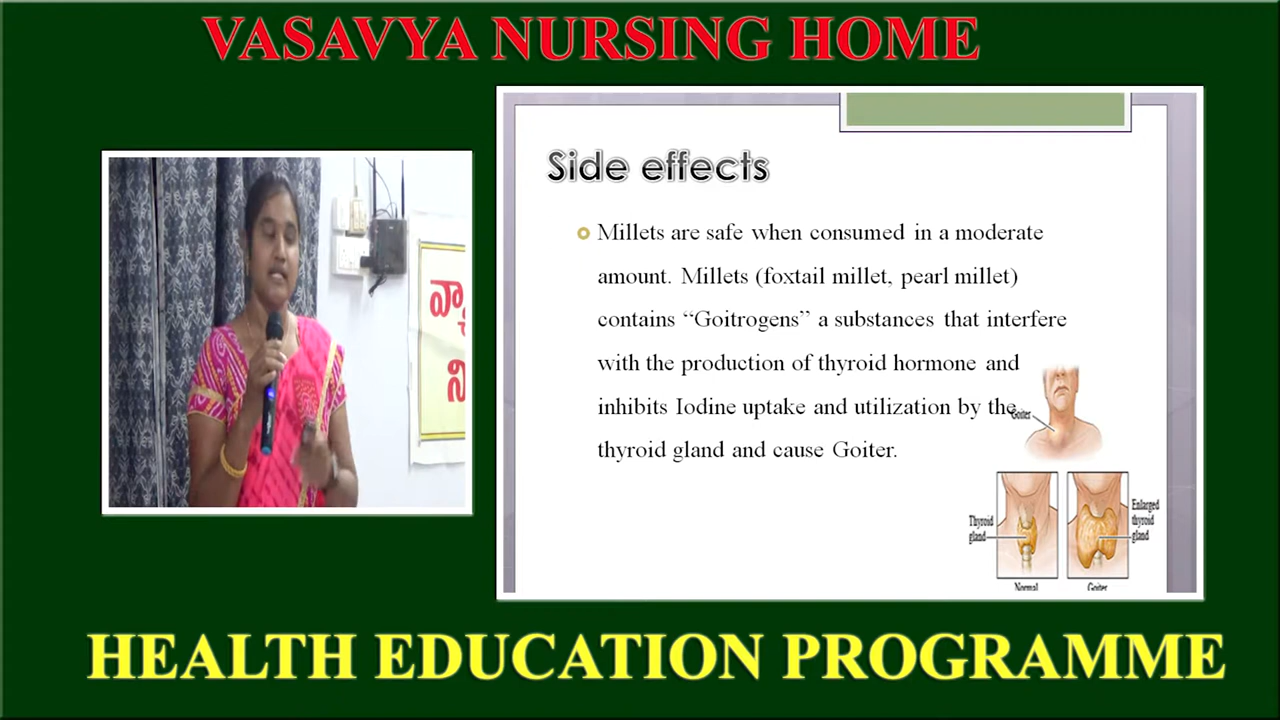 VASAVYA NURSING HOME
Side effects
Millets are safe when consumed in a moderate
amount. Millets (foxtail millet, pearl millet)
contains “Goitrogens” a substances that interfere
with the production of thyroid hormone and
inhibits Iodine uptake and utilization by the
thyroid gland and cause Goiter.
Goiter
Thyroid
gland
Enlarged
thyroid
gland
Normal
Goiter
HEALTH EDUCATION PROGRAMME